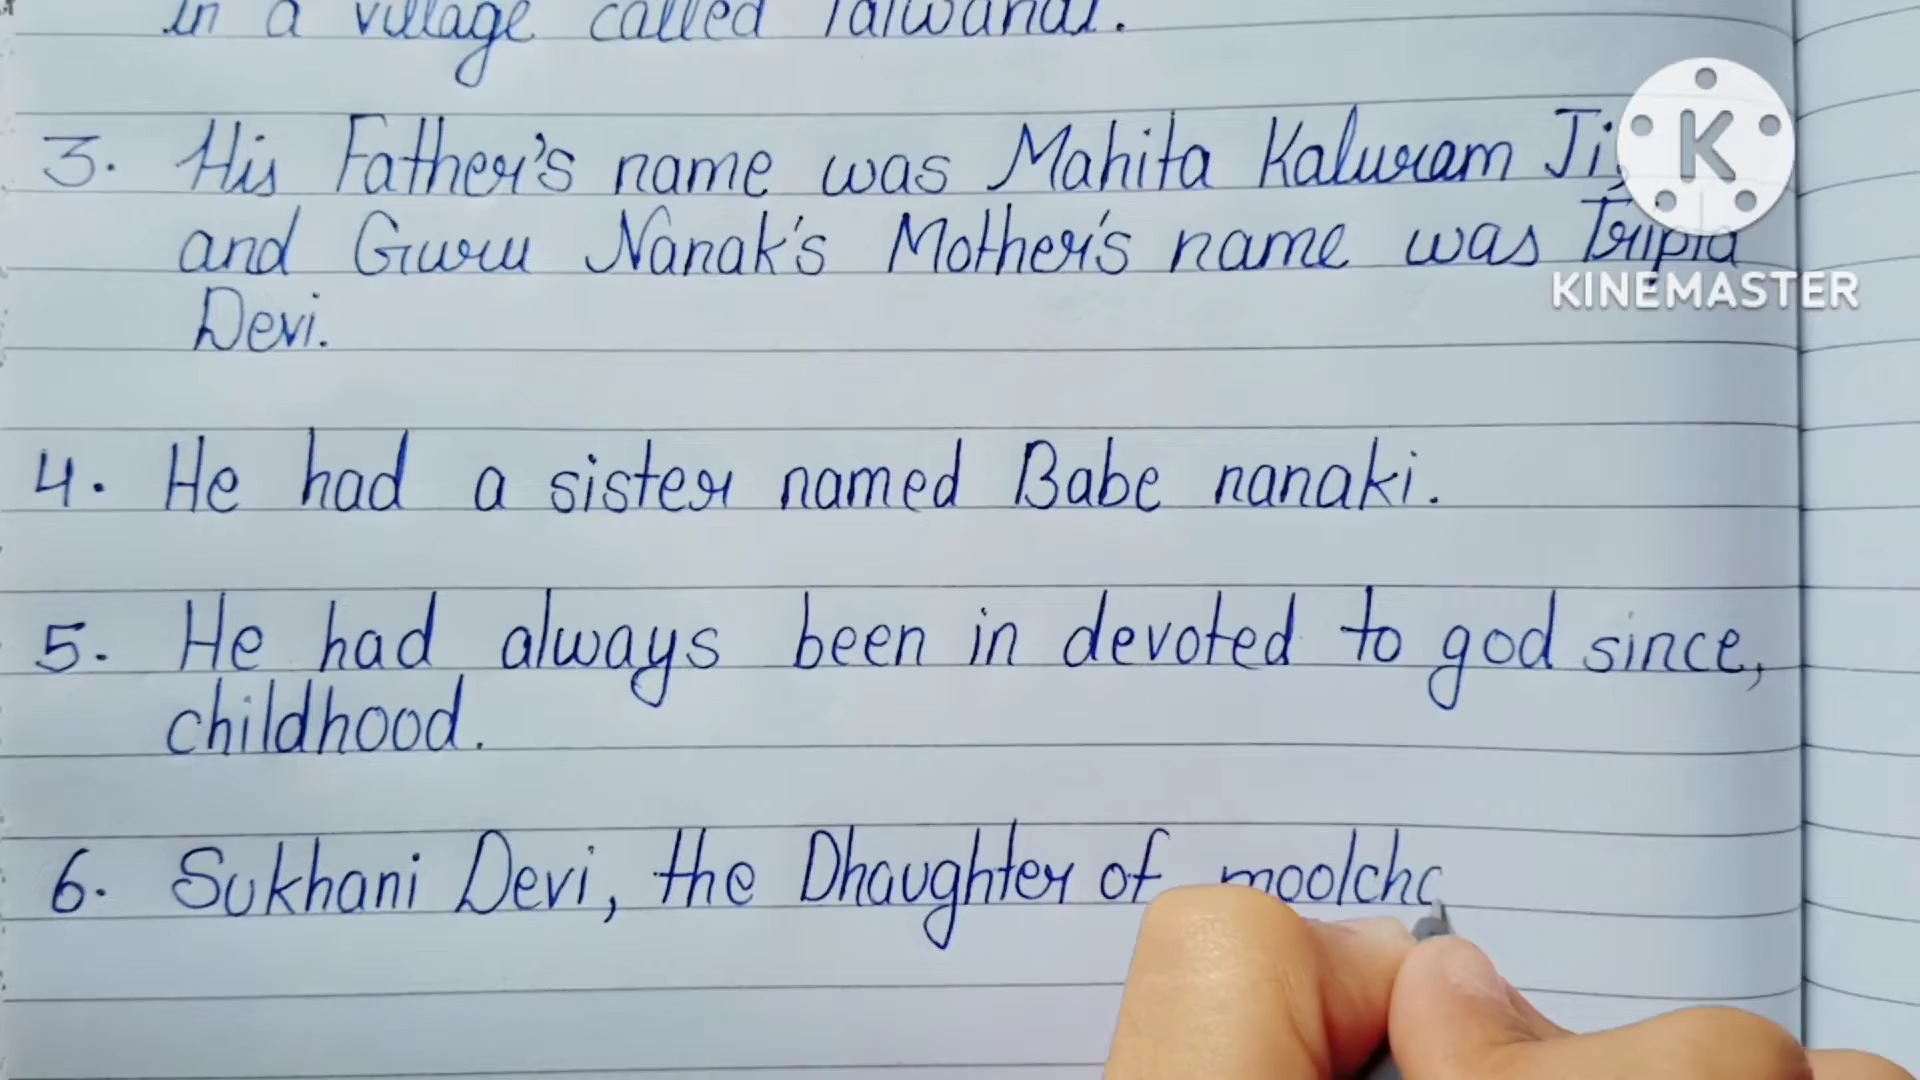 in a village called Talwandi.
3. His Father's name was Mahita Kaluram Ji,
and Guru Nanak's Mother's name was Tripta
Devi.
4. He had a sister named Babe nanaki.
5. He had always been in devoted to god since,
childhood.
6. Sukhani Devi, the Dhaughter of moolcha
K
KINEMASTER